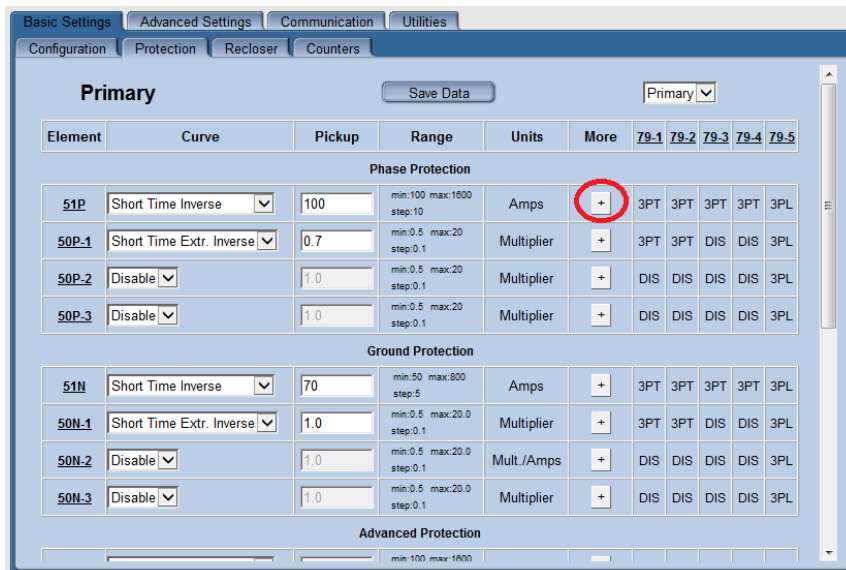 Basic Settings Advanced Settings Communication Utilities
Configuration Protection Recloser Counters
Primary Save Data Primary
Element Curve Pickup Range Units More 79-1 79-2 79-3 79-4 79-5
Phase Protection
51P Short Time Inverse 100 min:100 max:1600 step:10 Amps + 3PT 3PT 3PT 3PT 3PL
50P-1 Short Time Extr. Inverse 0.7 min:0.5 max:20 step:0.1 Multiplier + 3PT 3PT DIS DIS 3PL
50P-2 Disable 1.0 min:0.5 max:20 step:0.1 Multiplier + DIS DIS DIS DIS 3PL
50P-3 Disable 1.0 min:0.5 max:20 step:0.1 Multiplier + DIS DIS DIS DIS 3PL
Ground Protection
51N Short Time Inverse 70 min:50 max:800 step:5 Amps + 3PT 3PT 3PT 3PT 3PL
50N-1 Short Time Extr. Inverse 1.0 min:0.5 max:20.0 step:0.1 Multiplier + 3PT 3PT DIS DIS 3PL
50N-2 Disable 1.0 min:0.5 max:20.0 step:0.1 Mult./Amps + DIS DIS DIS DIS 3PL
50N-3 Disable 1.0 min:0.5 max:20.0 step:0.1 Multiplier + DIS DIS DIS DIS 3PL
Advanced Protection
min:100 max:1600